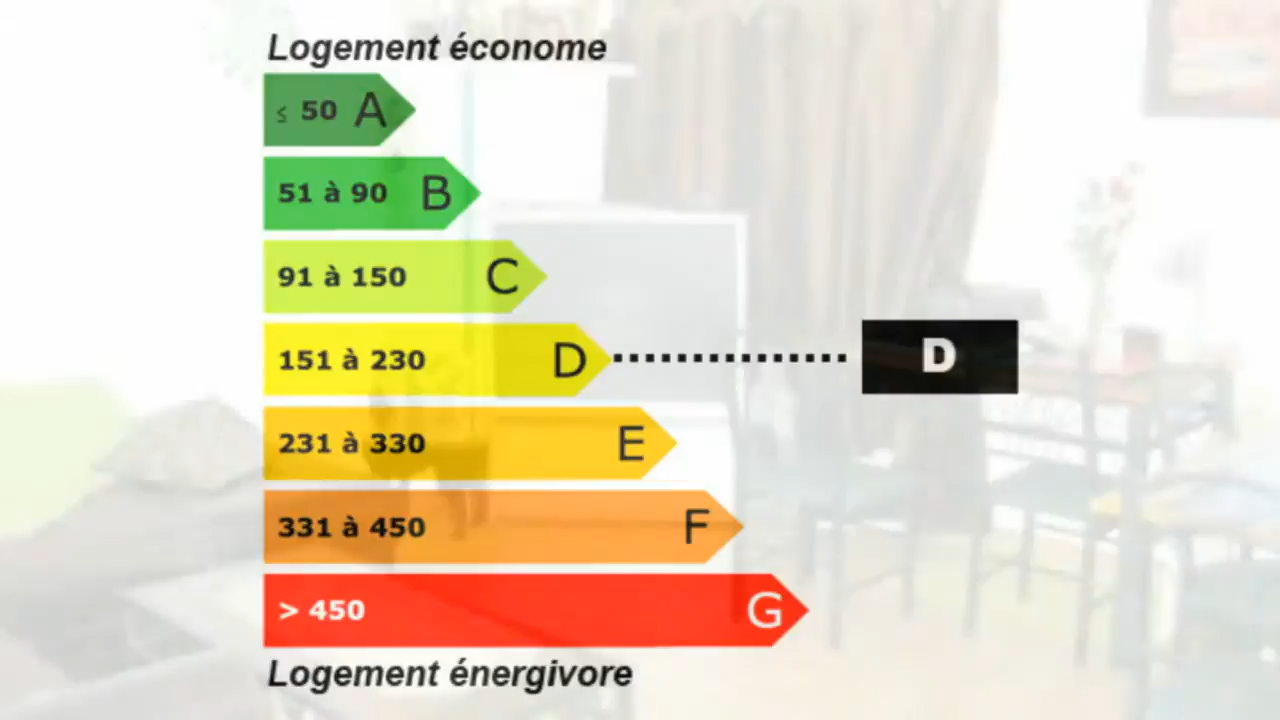 Logement économe
≤ 50 A
51 à 90 B
91 à 150 C
151 à 230 D
D
231 à 330 E
331 à 450 F
> 450 G
Logement énergivore